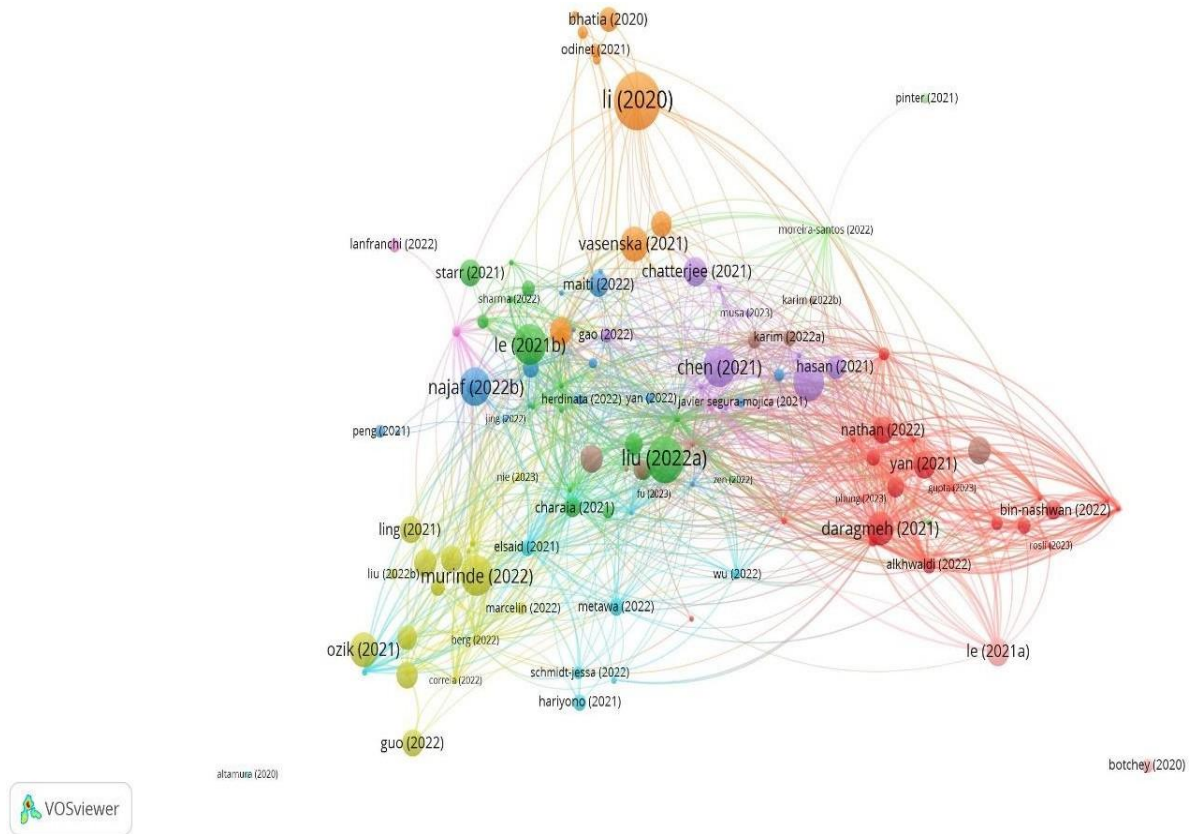 bhatia (2020)
odinet (2021)
li (2020)
pinter (2021)
moreira-santos (2022)
lanfranchi (2022)
vasenska (2021)
starr (2021)
chatterjee (2021)
maiti (2022)
sharma (2022)
karim (2022b)
musa (2023)
gao (2022)
karim (2022a)
le (2021b)
chen (2021)
hasan (2021)
najaf (2022b)
herdinata (2022)
yan (2022)
javier segura-mojica (2021)
jing (2022)
peng (2021)
nathan (2022)
liu (2022a)
yan (2021)
nie (2023)
zen (2022)
gupta (2023)
fu (2023)
phung (2023)
charaia (2021)
bin-nashwan (2022)
ling (2021)
daragmeh (2021)
elsaid (2021)
rosli (2023)
alkhwaldi (2022)
liu (2022b)
murinde (2022)
wu (2022)
marcelin (2022)
metawa (2022)
berg (2022)
ozik (2021)
le (2021a)
schmidt-jessa (2022)
correia (2022)
hariyono (2021)
guo (2022)
botchey (2020)
altamura (2020)
VOSviewer